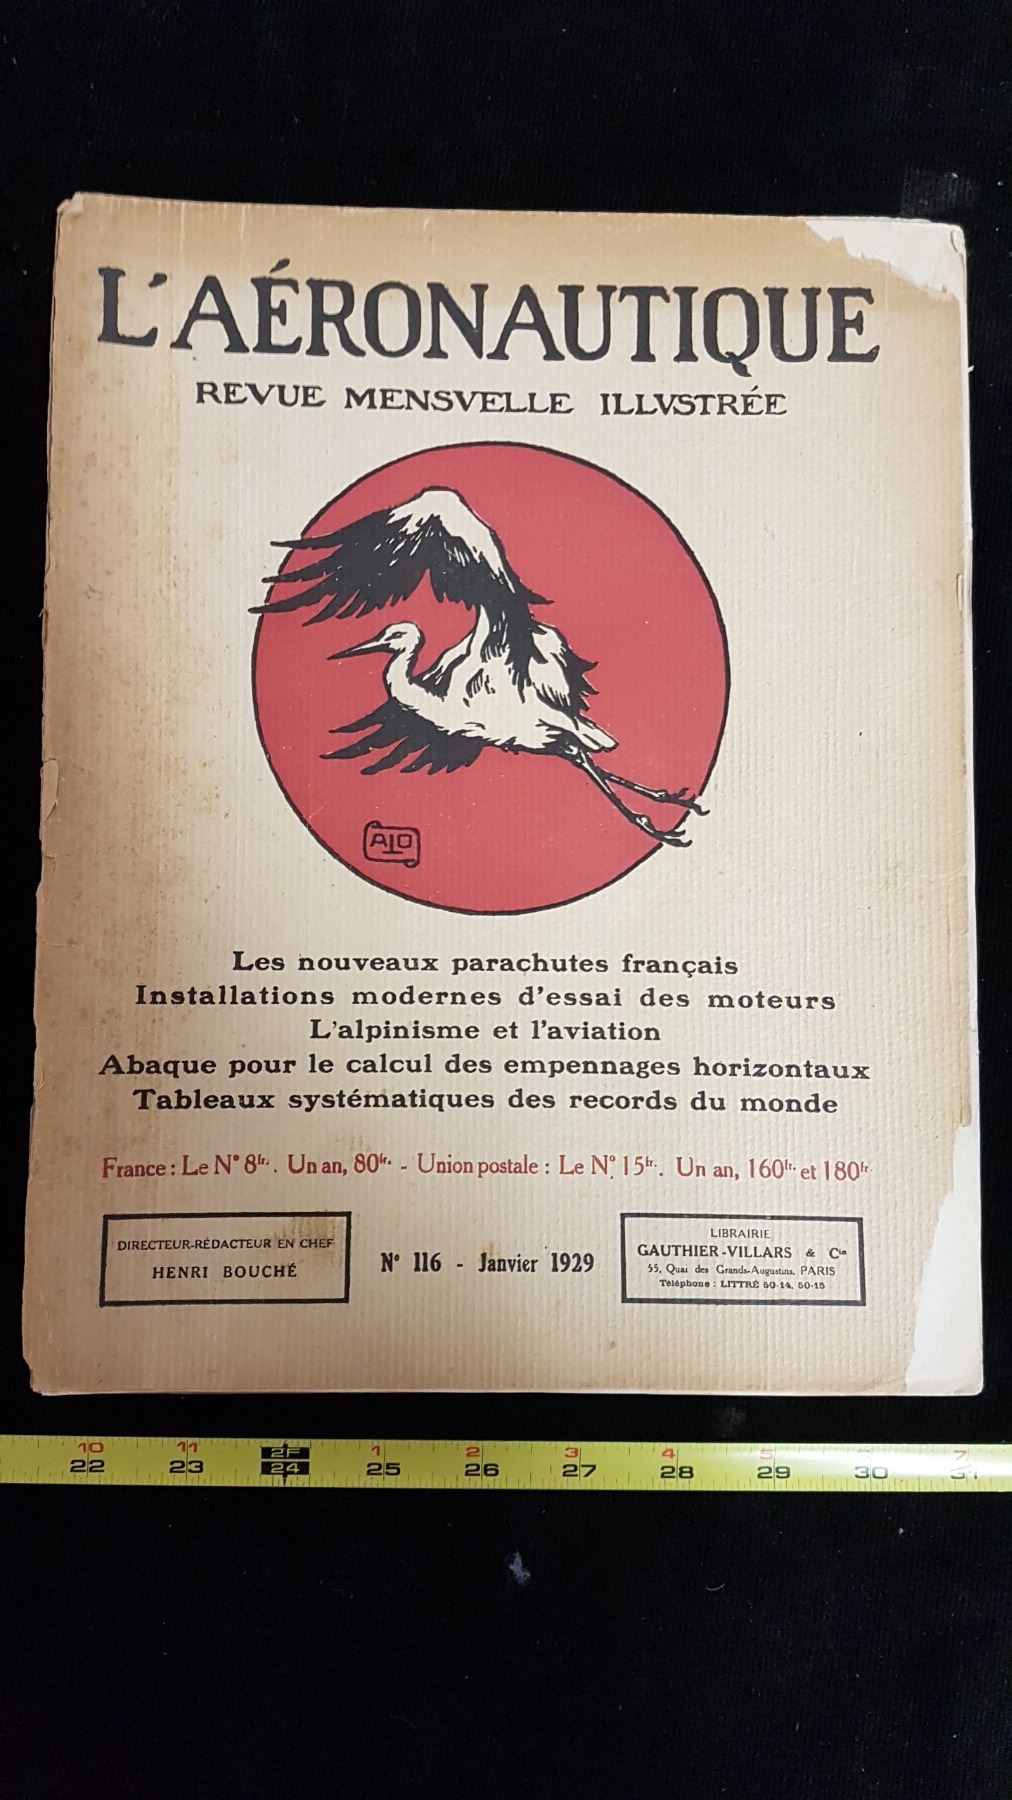 L'AÉRONAUTIQUE
REVUE MENSVELLE ILLVSTRÉE
ALO
Les nouveaux parachutes français
Installations modernes d'essai des moteurs
L'alpinisme et l'aviation
Abaque pour le calcul des empennages horizontaux
Tableaux systématiques des records du monde
France : Le N° 8fr. . Un an, 80fr. - Union postale : Le N° 15fr. . Un an, 160fr. et 180fr
DIRECTEUR-RÉDACTEUR EN CHEF
HENRI BOUCHÉ
N° 116 - Janvier 1929
LIBRAIRIE
GAUTHIER-VILLARS & Cie
55, Quai des Grands-Augustins, PARIS
Téléphone : LITTRÉ 50-14, 50-15
10 11 2F 1 2 3 4 5 7
22 23 24 25 26 27 28 29 30 31